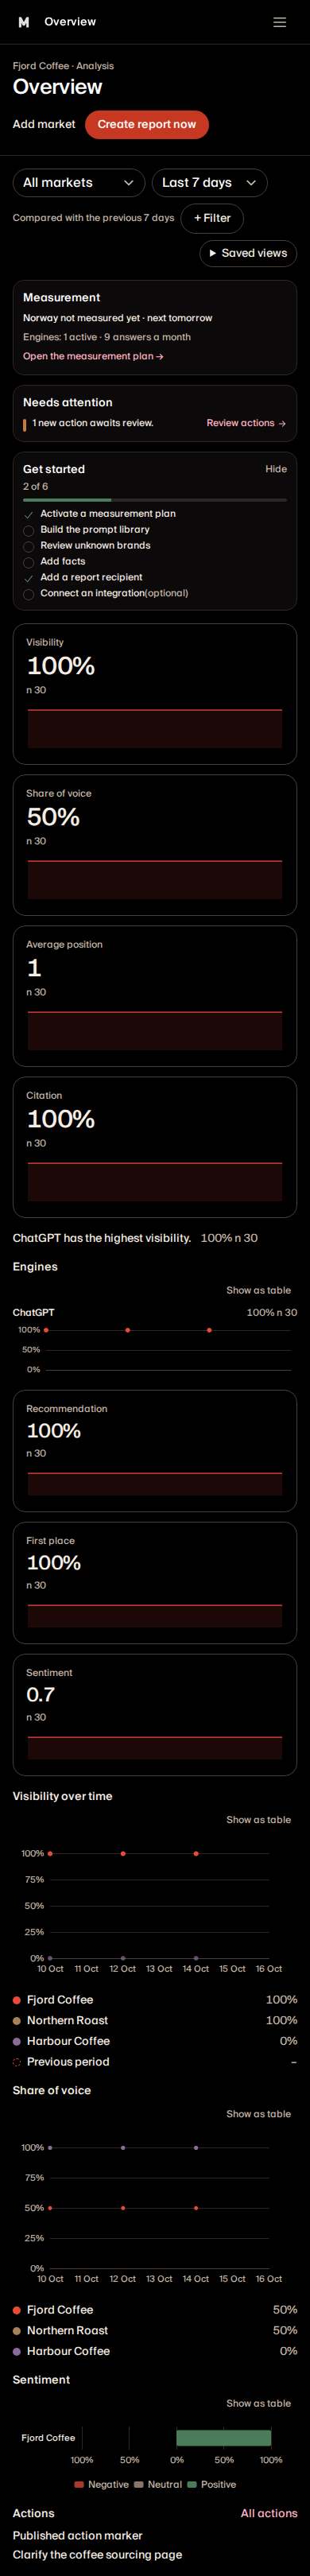 M Overview
Fjord Coffee · Analysis
Overview
Add market Create report now
All markets Last 7 days
Compared with the previous 7 days + Filter
▶ Saved views
Measurement
Norway not measured yet · next tomorrow
Engines: 1 active · 9 answers a month
Open the measurement plan →
Needs attention
1 new action awaits review. Review actions →
Get started Hide
2 of 6
Activate a measurement plan
Build the prompt library
Review unknown brands
Add facts
Add a report recipient
Connect an integration(optional)
Visibility
100%
n 30
Share of voice
50%
n 30
Average position
1
n 30
Citation
100%
n 30
ChatGPT has the highest visibility. 100% n 30
Engines
Show as table
ChatGPT 100% n 30
100%
50%
0%
Recommendation
100%
n 30
First place
100%
n 30
Sentiment
0.7
n 30
Visibility over time
Show as table
100%
75%
50%
25%
0%
10 Oct 11 Oct 12 Oct 13 Oct 14 Oct 15 Oct 16 Oct
Fjord Coffee 100%
Northern Roast 100%
Harbour Coffee 0%
Previous period –
Share of voice
Show as table
100%
75%
50%
25%
0%
10 Oct 11 Oct 12 Oct 13 Oct 14 Oct 15 Oct 16 Oct
Fjord Coffee 50%
Northern Roast 50%
Harbour Coffee 0%
Sentiment
Show as table
Fjord Coffee
100% 50% 0% 50% 100%
Negative Neutral Positive
Actions All actions
Published action marker
Clarify the coffee sourcing page